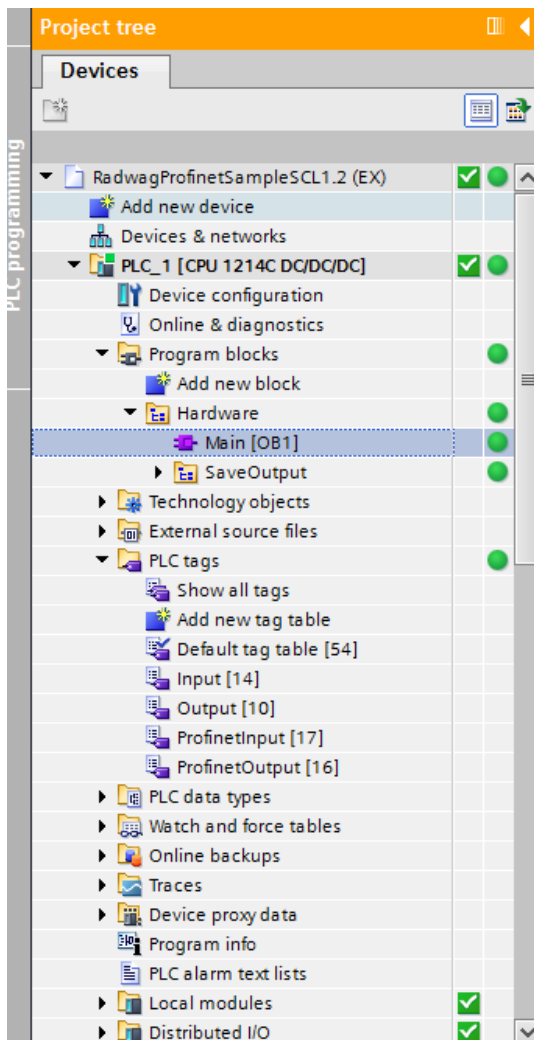 Project tree
Devices
PLC programming
RadwagProfinetSampleSCL1.2 (EX)
Add new device
Devices & networks
PLC_1 [CPU 1214C DC/DC/DC]
Device configuration
Online & diagnostics
Program blocks
Add new block
Hardware
Main [OB1]
SaveOutput
Technology objects
External source files
PLC tags
Show all tags
Add new tag table
Default tag table [54]
Input [14]
Output [10]
ProfinetInput [17]
ProfinetOutput [16]
PLC data types
Watch and force tables
Online backups
Traces
Device proxy data
Program info
PLC alarm text lists
Local modules
Distributed I/O